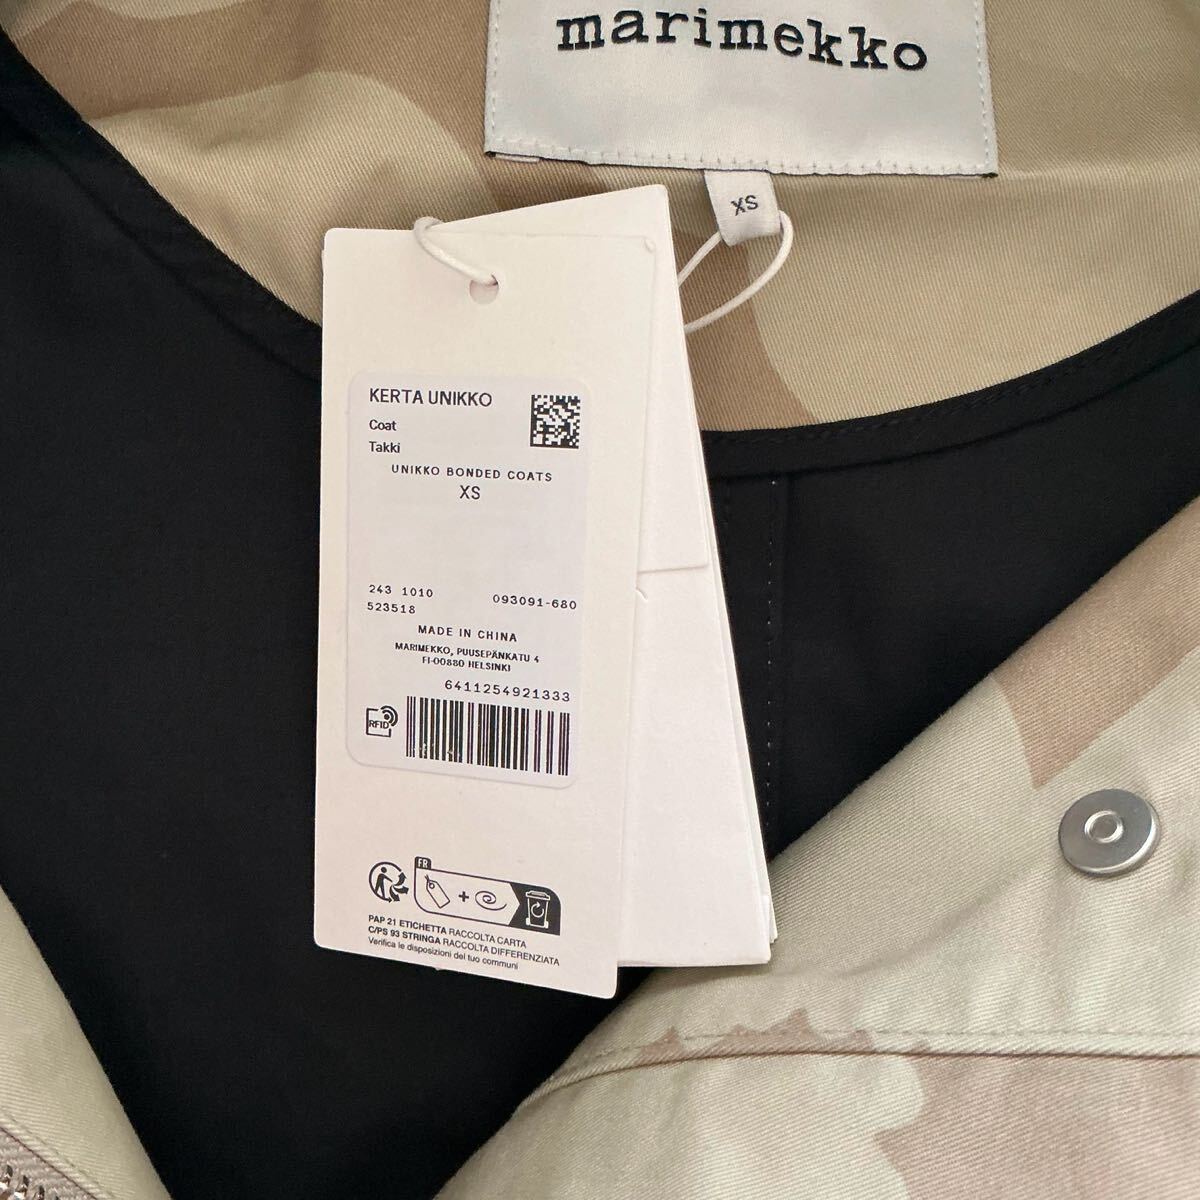 marimekko
XS
KERTA UNIKKO
Coat
Takki
UNIKKO BONDED COATS
XS
243 1010
093091-680
523518
MADE IN CHINA
MARIMEKKO, PUUSEPÄNKATU 4
FI-00880 HELSINKI
6411254921333
RFID
FR
+
PAP 21 ETICHETTA RACCOLTA CARTA
C/PS 93 STRINGA RACCOLTA DIFFERENZIATA
Verifica le disposizioni del tuo communi